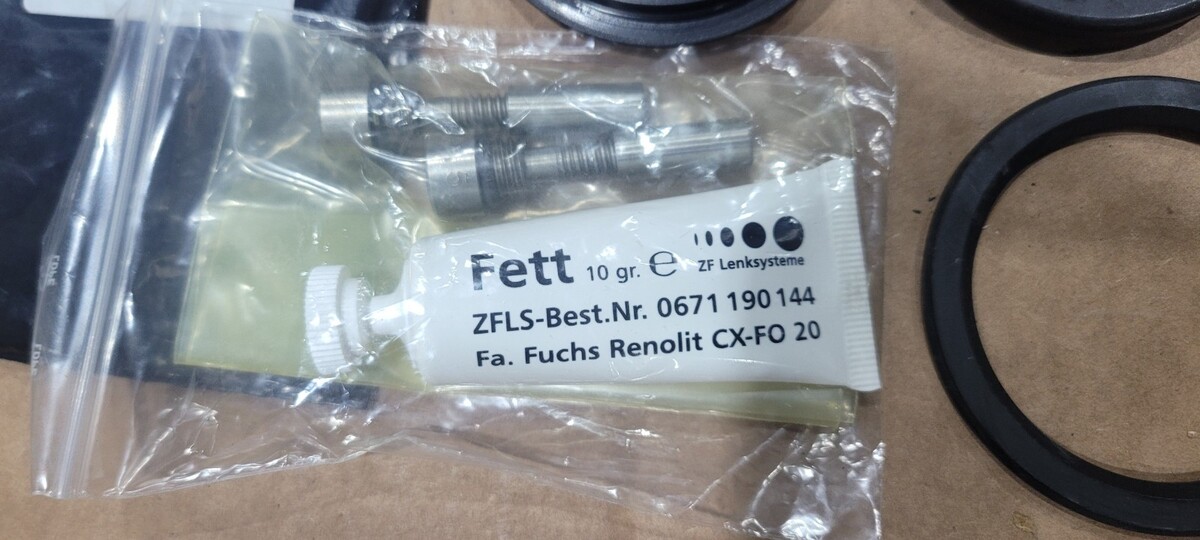 Fett 10 gr. ℮
ZF Lenksysteme
ZFLS-Best.Nr. 0671 190 144
Fa. Fuchs Renolit CX-FO 20